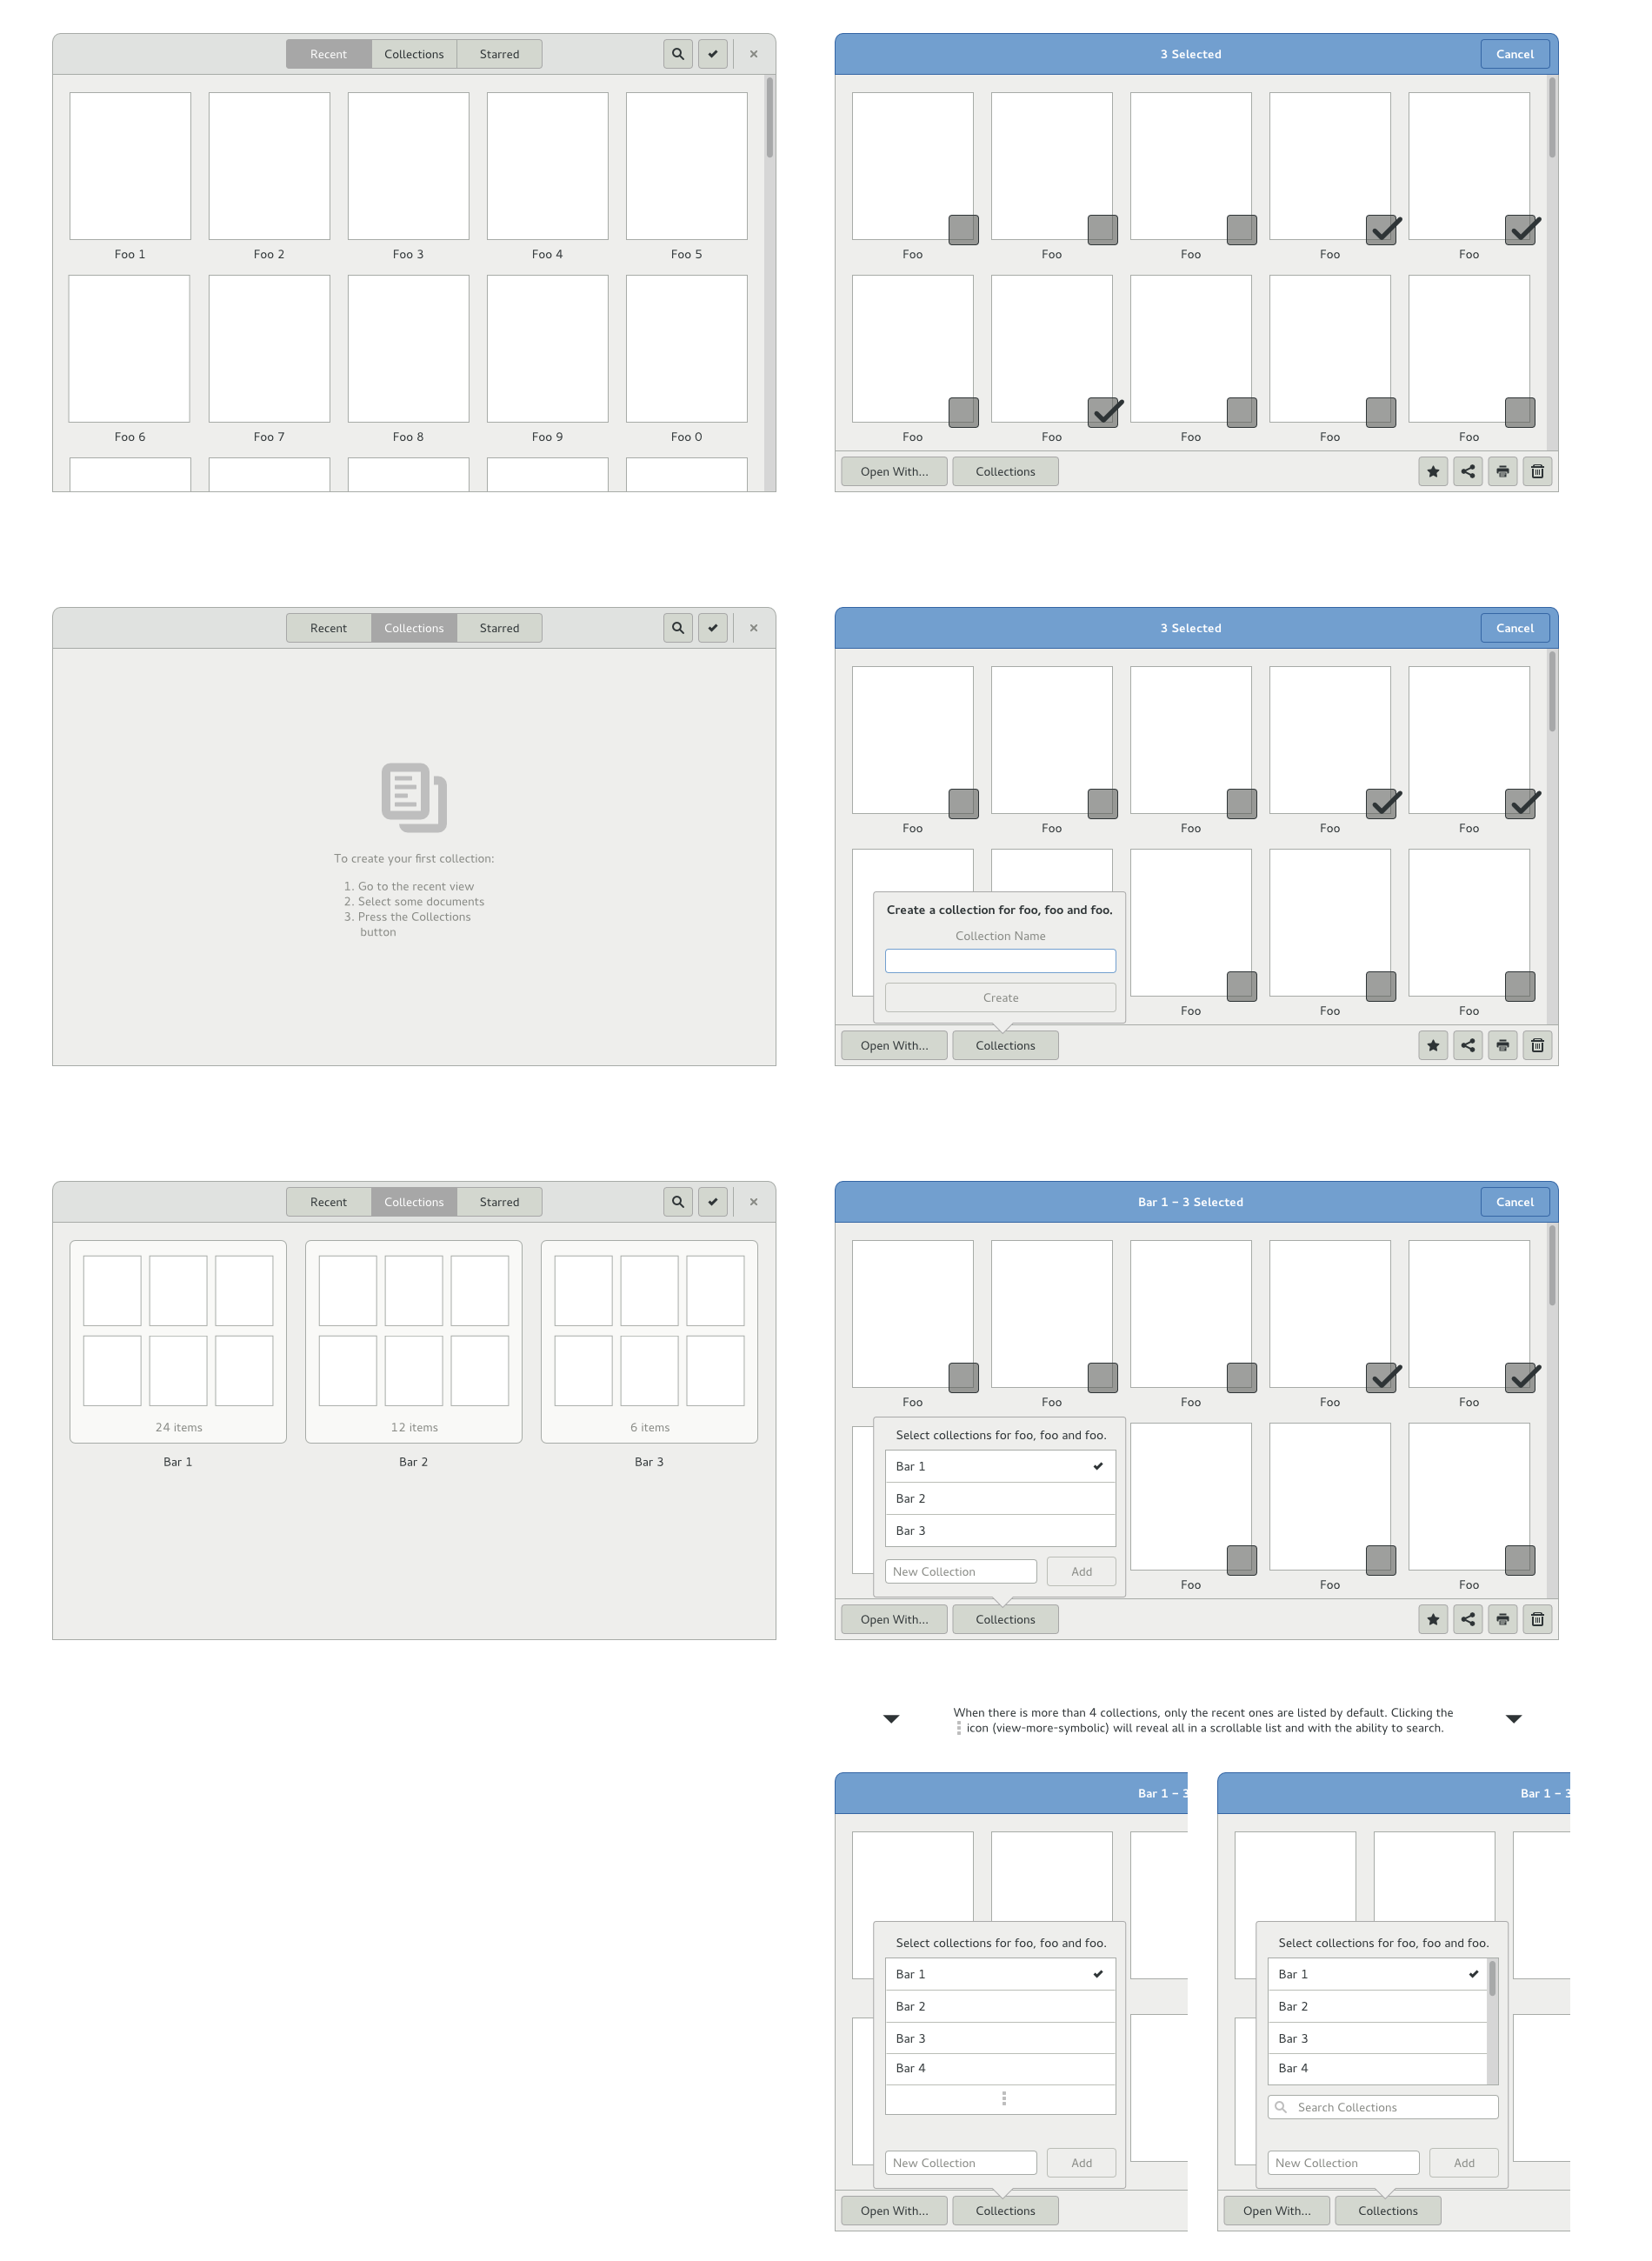 Recent Collections Starred
Foo 1 Foo 2 Foo 3 Foo 4 Foo 5
Foo 6 Foo 7 Foo 8 Foo 9 Foo 0
3 Selected Cancel
Foo Foo Foo Foo Foo
Foo Foo Foo Foo Foo
Open With... Collections
Recent Collections Starred
To create your first collection:
1. Go to the recent view
2. Select some documents
3. Press the Collections
button
3 Selected Cancel
Foo Foo Foo Foo Foo
Create a collection for foo, foo and foo.
Collection Name
Create
Foo Foo Foo
Open With... Collections
Recent Collections Starred
24 items 12 items 6 items
Bar 1 Bar 2 Bar 3
Bar 1 – 3 Selected Cancel
Foo Foo Foo Foo Foo
Select collections for foo, foo and foo.
Bar 1
Bar 2
Bar 3
New Collection Add
Foo Foo Foo
Open With... Collections
When there is more than 4 collections, only the recent ones are listed by default. Clicking the
icon (view-more-symbolic) will reveal all in a scrollable list and with the ability to search.
Bar 1 – 3
Select collections for foo, foo and foo.
Bar 1
Bar 2
Bar 3
Bar 4
New Collection Add
Open With... Collections
Bar 1 – 3
Select collections for foo, foo and foo.
Bar 1
Bar 2
Bar 3
Bar 4
Search Collections
New Collection Add
Open With... Collections